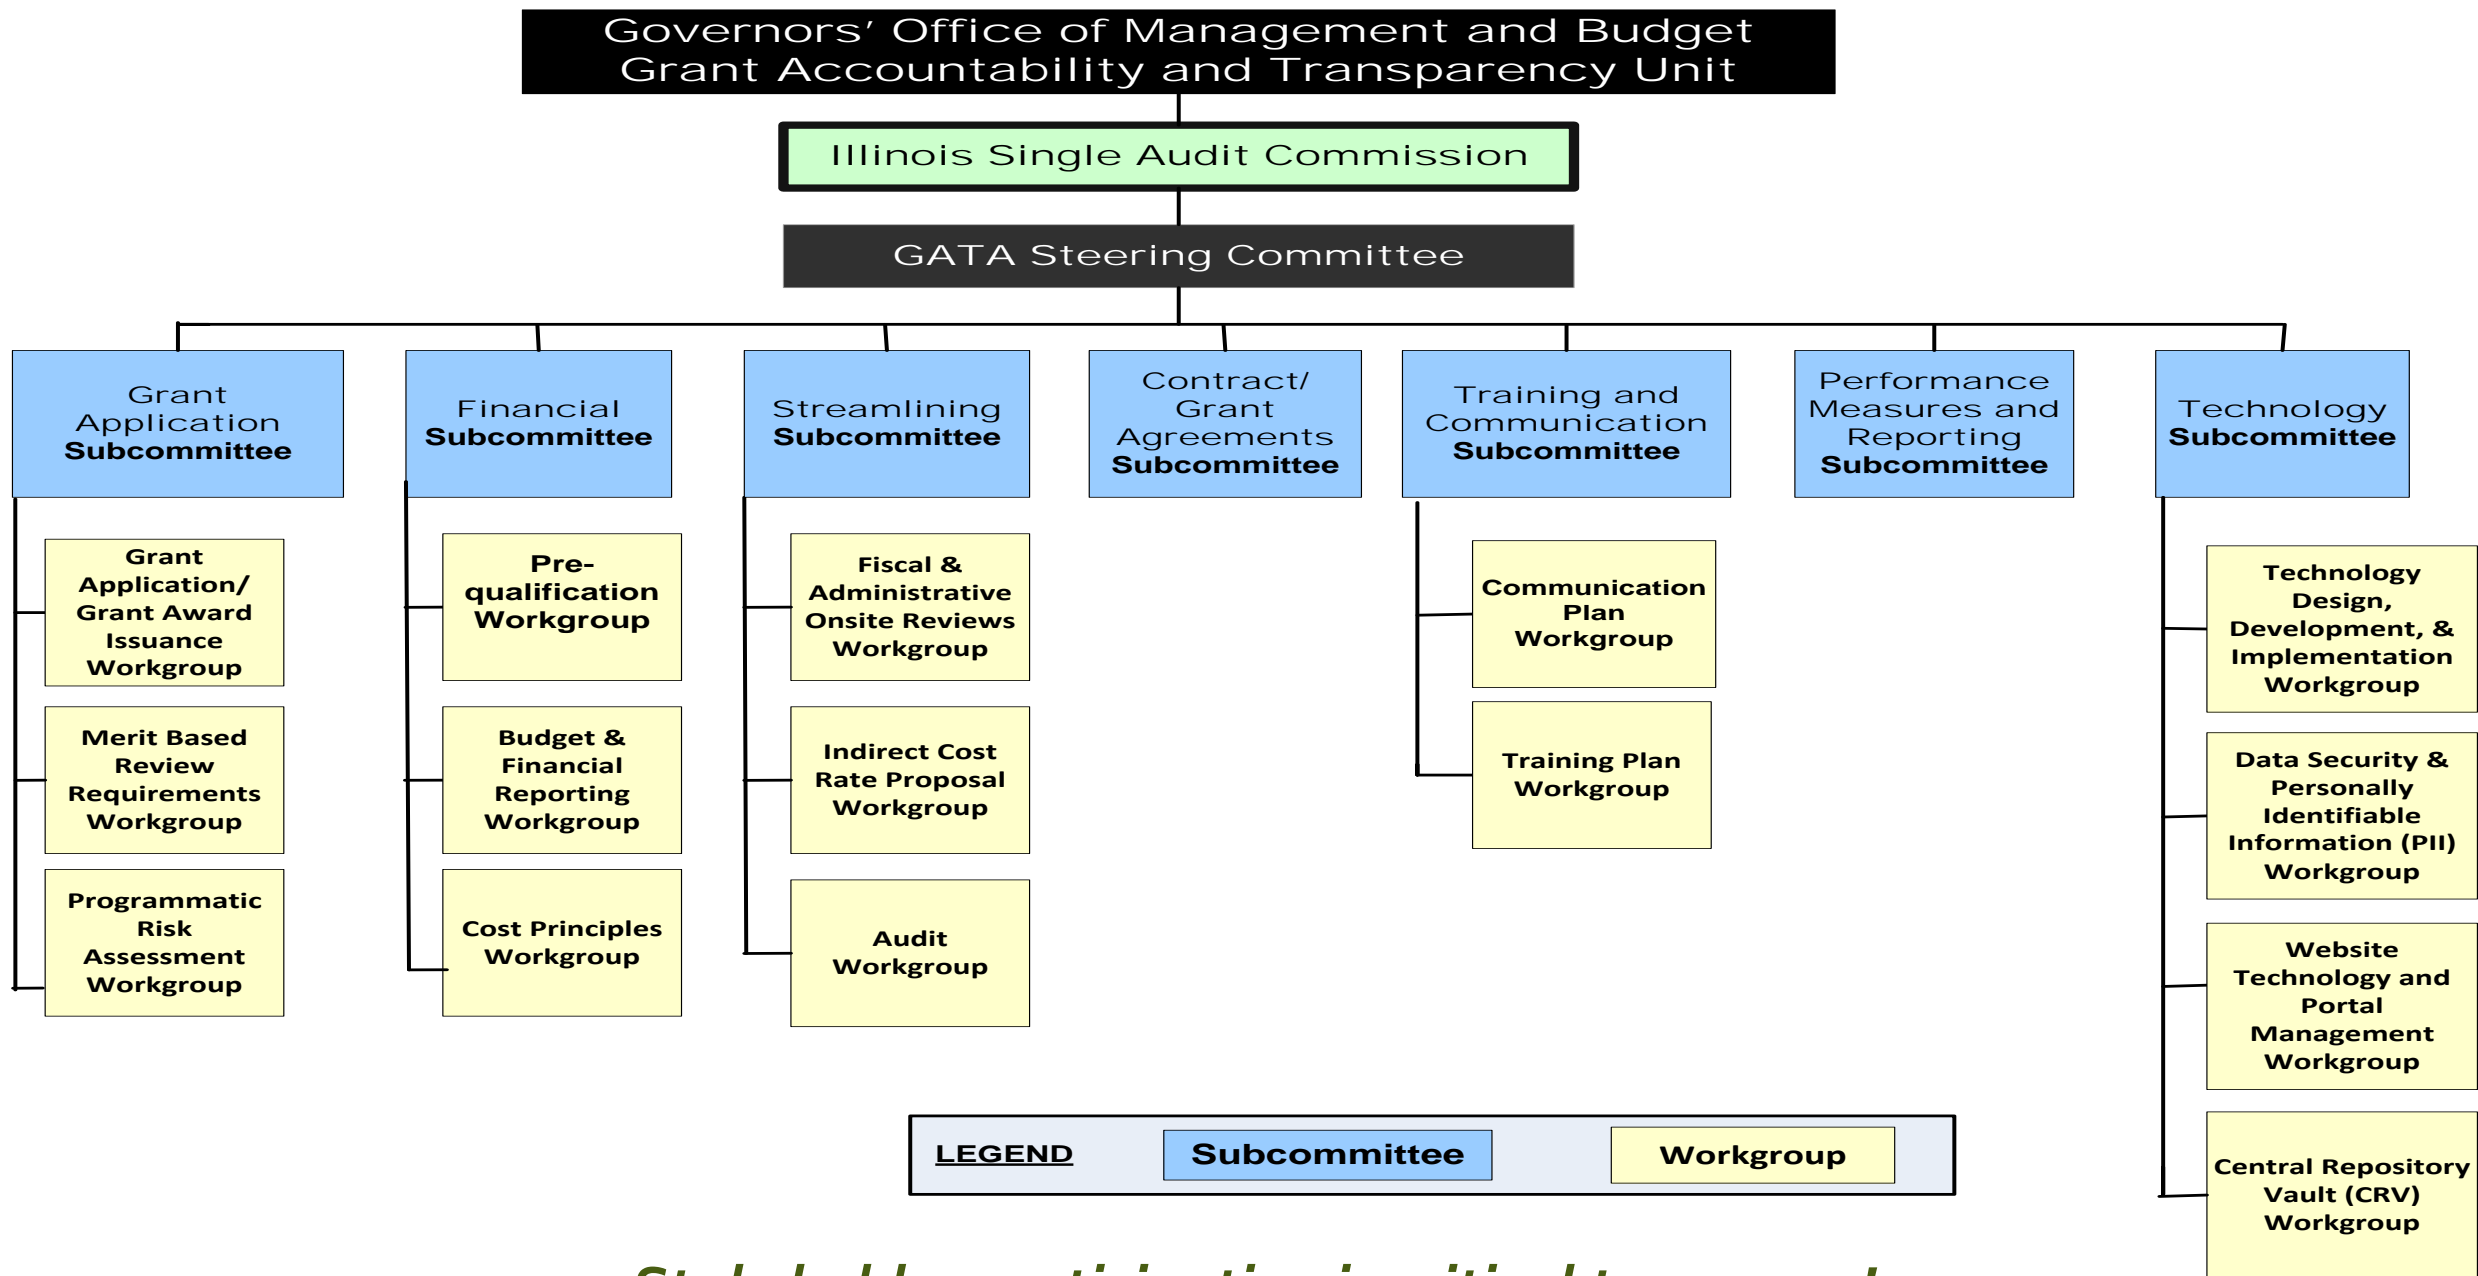 Governors’ Office of Management and Budget
Grant Accountability and Transparency Unit
Illinois Single Audit Commission
GATA Steering Committee
Grant
Application
Subcommittee
Financial
Subcommittee
Streamlining
Subcommittee
Contract/
Grant
Agreements
Subcommittee
Training and
Communication
Subcommittee
Performance
Measures and
Reporting
Subcommittee
Technology
Subcommittee
Grant
Application/
Grant Award
Issuance
Workgroup
Merit Based
Review
Requirements
Workgroup
Programmatic
Risk
Assessment
Workgroup
Pre-
qualification
Workgroup
Budget &
Financial
Reporting
Workgroup
Cost Principles
Workgroup
Fiscal &
Administrative
Onsite Reviews
Workgroup
Indirect Cost
Rate Proposal
Workgroup
Audit
Workgroup
Communication
Plan
Workgroup
Training Plan
Workgroup
Technology
Design,
Development, &
Implementation
Workgroup
Data Security &
Personally
Identifiable
Information (PII)
Workgroup
Website
Technology and
Portal
Management
Workgroup
Central Repository
Vault (CRV)
Workgroup
LEGEND
Subcommittee
Workgroup